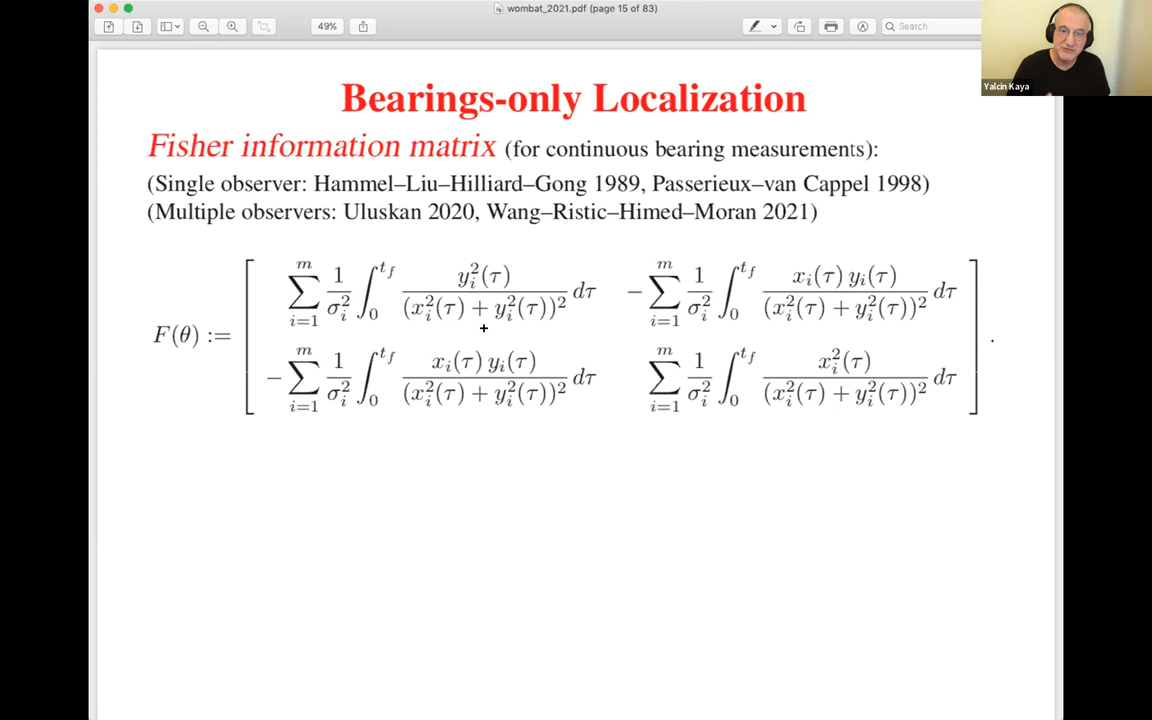 wombat_2021.pdf (page 15 of 83)
49%
Search
Yalcin Kaya
Bearings-only Localization
Fisher information matrix (for continuous bearing measurements):
(Single observer: Hammel–Liu–Hilliard–Gong 1989, Passerieux–van Cappel 1998)
(Multiple observers: Uluskan 2020, Wang–Ristic–Himed–Moran 2021)
F(θ) := [ ∑_{i=1}^{m} 1/σ_i^2 ∫_0^{t_f} y_i^2(τ)/(x_i^2(τ) + y_i^2(τ))^2 dτ   −∑_{i=1}^{m} 1/σ_i^2 ∫_0^{t_f} x_i(τ) y_i(τ)/(x_i^2(τ) + y_i^2(τ))^2 dτ
−∑_{i=1}^{m} 1/σ_i^2 ∫_0^{t_f} x_i(τ) y_i(τ)/(x_i^2(τ) + y_i^2(τ))^2 dτ   ∑_{i=1}^{m} 1/σ_i^2 ∫_0^{t_f} x_i^2(τ)/(x_i^2(τ) + y_i^2(τ))^2 dτ ] .